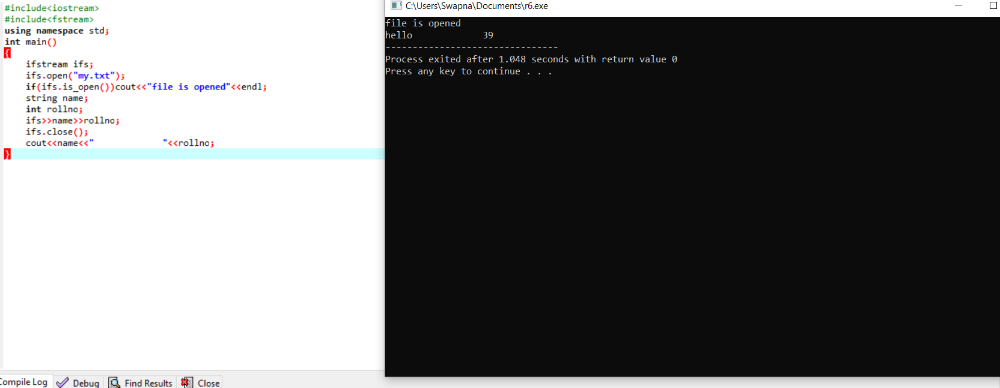 #include<iostream>
#include<fstream>
using namespace std;
int main()
{
    ifstream ifs;
    ifs.open("my.txt");
    if(ifs.is_open())cout<<"file is opened"<<endl;
    string name;
    int rollno;
    ifs>>name>>rollno;
    ifs.close();
    cout<<name<<"             "<<rollno;
}
Compile Log Debug Find Results Close
C:\Users\Swapna\Documents\r6.exe
file is opened
hello             39
--------------------------------
Process exited after 1.048 seconds with return value 0
Press any key to continue . . .